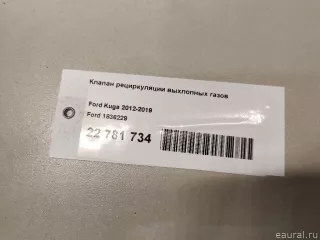 Клапан рециркуляции выхлопных газов
Ford Kuga 2012-2019
Ford 1836229
22 781 734
eaural.ru